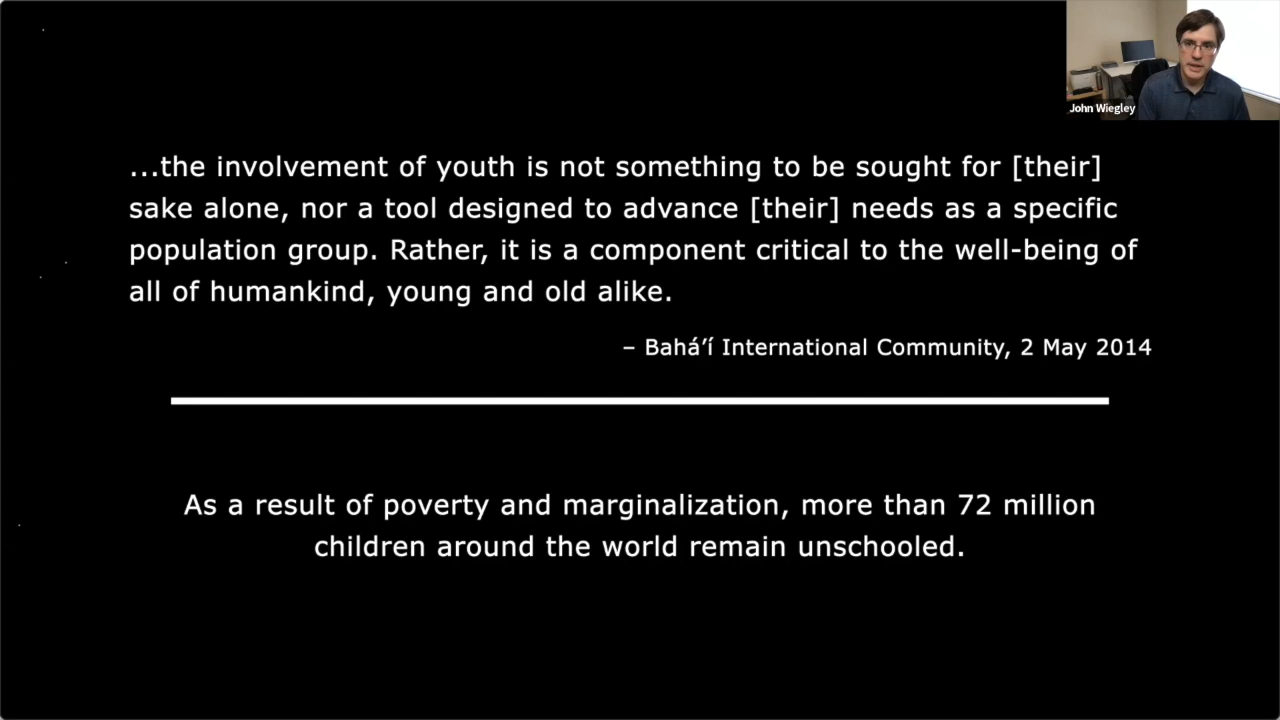 John Wiegley
...the involvement of youth is not something to be sought for [their]
sake alone, nor a tool designed to advance [their] needs as a specific
population group. Rather, it is a component critical to the well-being of
all of humankind, young and old alike.
– Bahá’í International Community, 2 May 2014
As a result of poverty and marginalization, more than 72 million
children around the world remain unschooled.